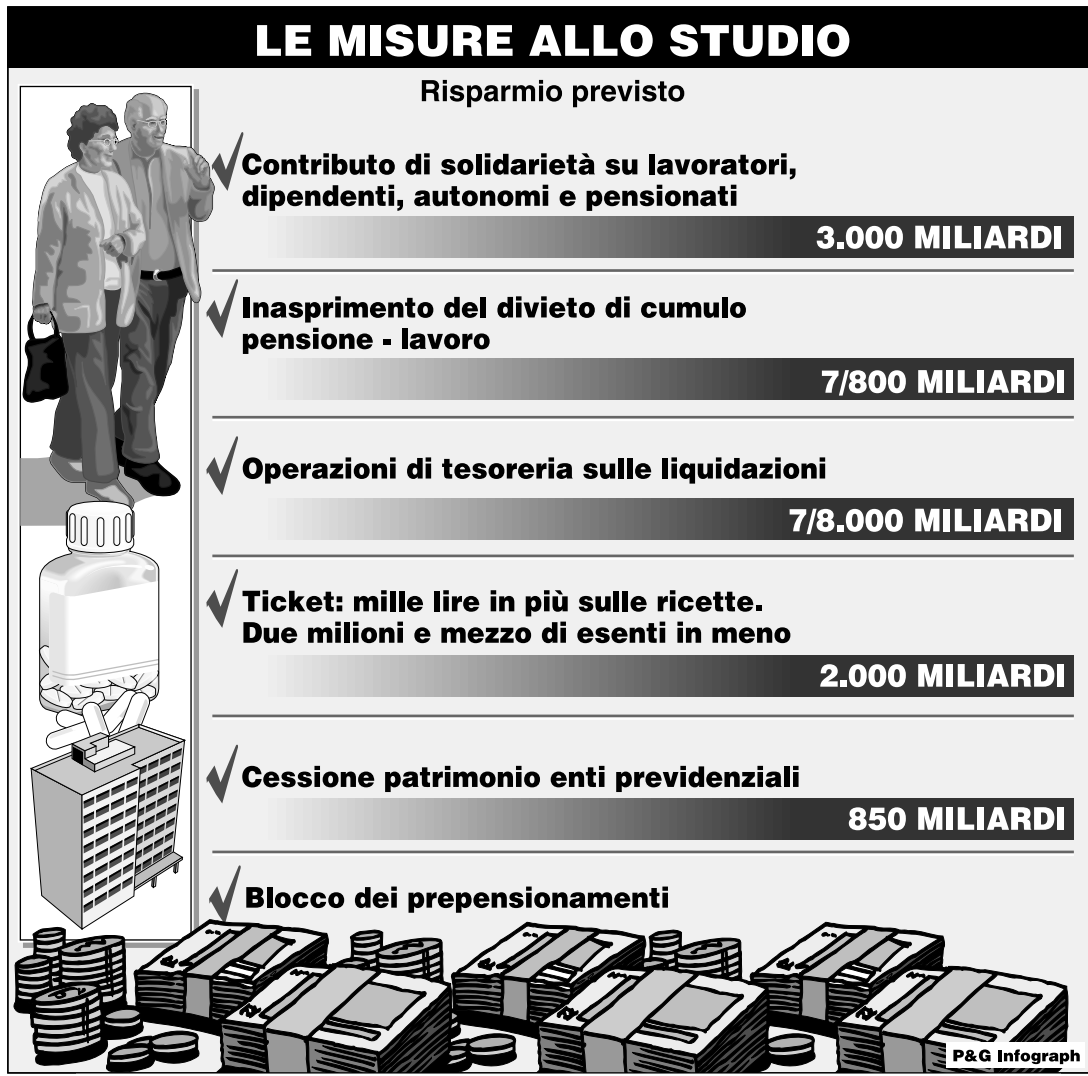 LE MISURE ALLO STUDIO
Risparmio previsto
Contributo di solidarietà su lavoratori,
dipendenti, autonomi e pensionati
3.000 MILIARDI
Inasprimento del divieto di cumulo
pensione - lavoro
7/800 MILIARDI
Operazioni di tesoreria sulle liquidazioni
7/8.000 MILIARDI
Ticket: mille lire in più sulle ricette.
Due milioni e mezzo di esenti in meno
2.000 MILIARDI
Cessione patrimonio enti previdenziali
850 MILIARDI
Blocco dei prepensionamenti
P&G Infograph